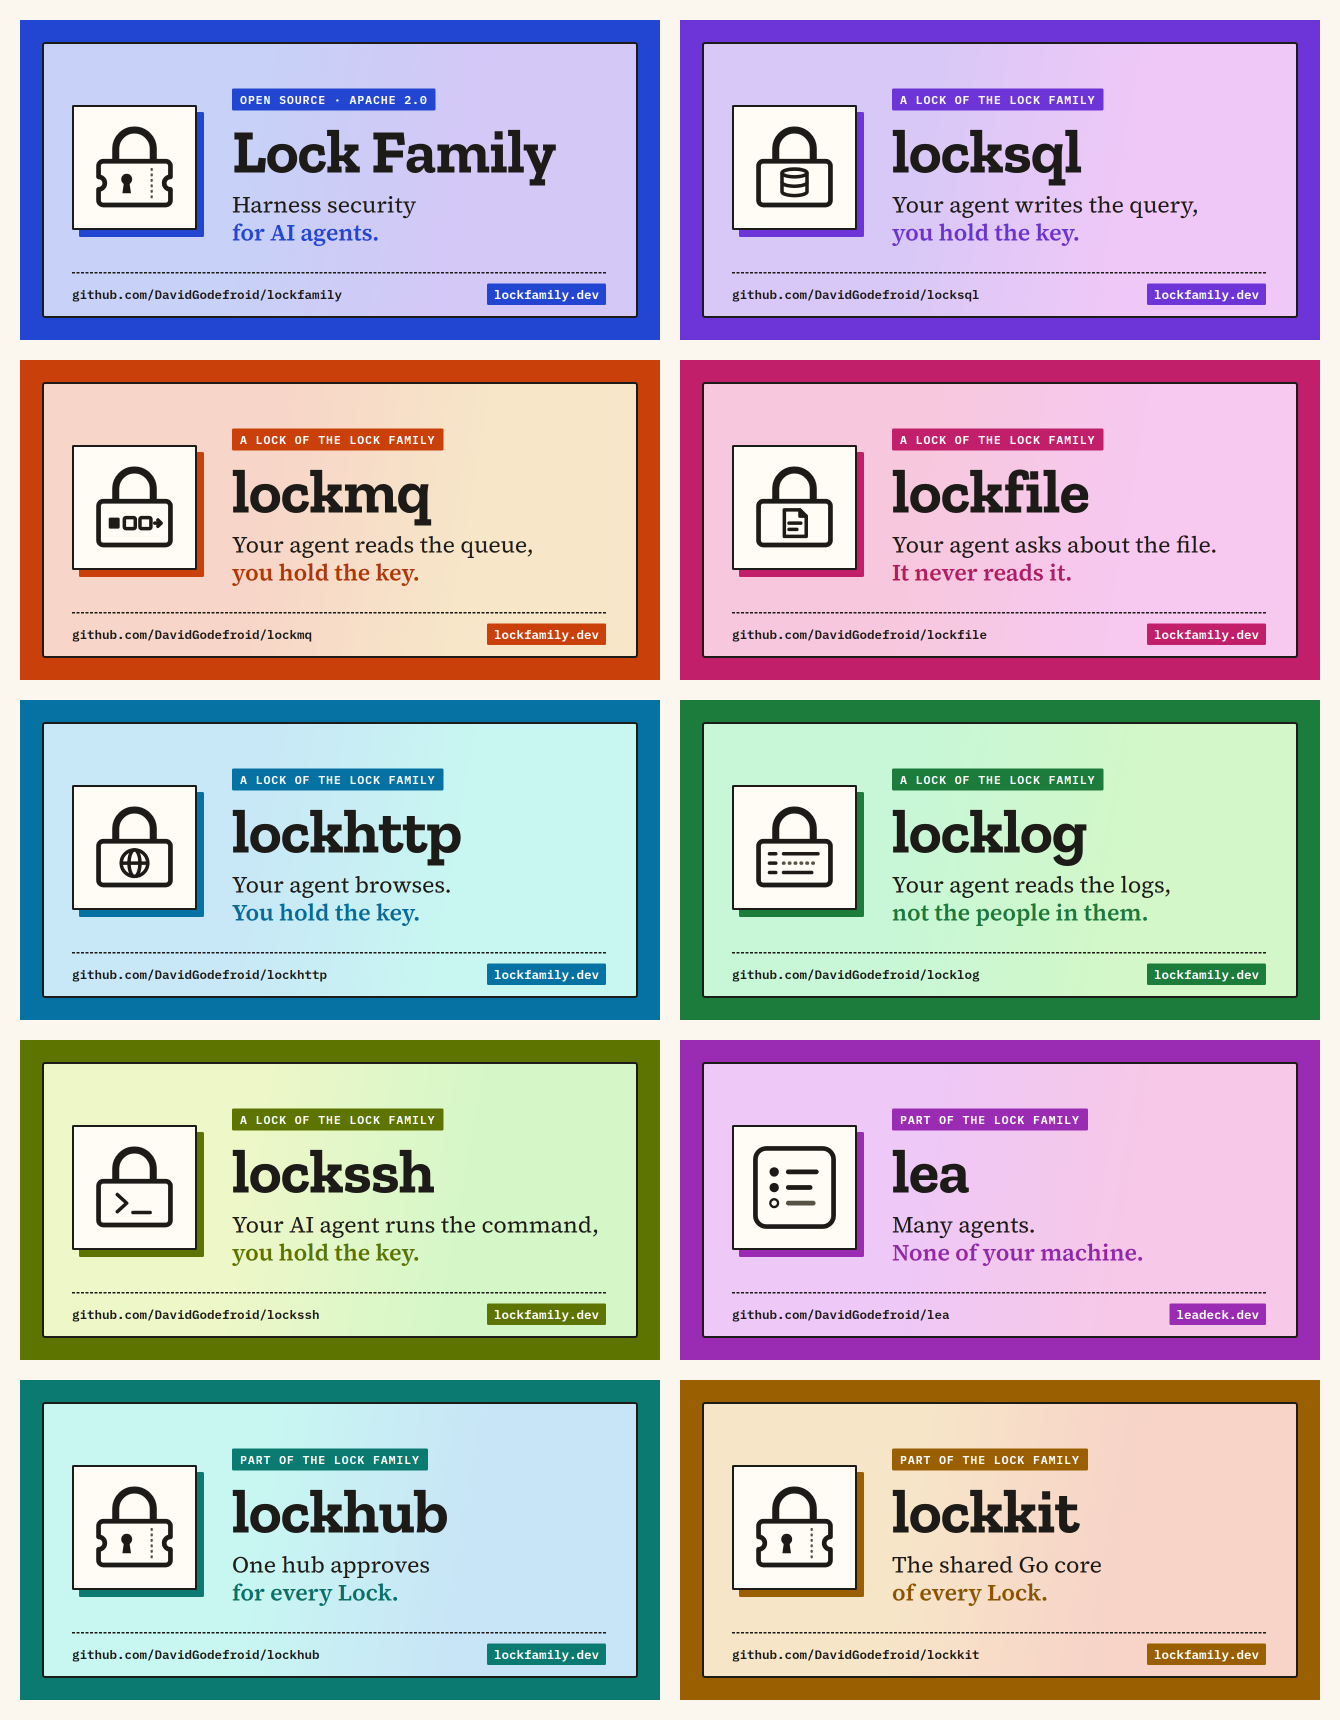 OPEN SOURCE · APACHE 2.0
Lock Family
Harness security
for AI agents.
github.com/DavidGodefroid/lockfamily
lockfamily.dev
A LOCK OF THE LOCK FAMILY
locksql
Your agent writes the query,
you hold the key.
github.com/DavidGodefroid/locksql
lockfamily.dev
A LOCK OF THE LOCK FAMILY
lockmq
Your agent reads the queue,
you hold the key.
github.com/DavidGodefroid/lockmq
lockfamily.dev
A LOCK OF THE LOCK FAMILY
lockfile
Your agent asks about the file.
It never reads it.
github.com/DavidGodefroid/lockfile
lockfamily.dev
A LOCK OF THE LOCK FAMILY
lockhttp
Your agent browses.
You hold the key.
github.com/DavidGodefroid/lockhttp
lockfamily.dev
A LOCK OF THE LOCK FAMILY
locklog
Your agent reads the logs,
not the people in them.
github.com/DavidGodefroid/locklog
lockfamily.dev
A LOCK OF THE LOCK FAMILY
lockssh
Your AI agent runs the command,
you hold the key.
github.com/DavidGodefroid/lockssh
lockfamily.dev
PART OF THE LOCK FAMILY
lea
Many agents.
None of your machine.
github.com/DavidGodefroid/lea
leadeck.dev
PART OF THE LOCK FAMILY
lockhub
One hub approves
for every Lock.
github.com/DavidGodefroid/lockhub
lockfamily.dev
PART OF THE LOCK FAMILY
lockkit
The shared Go core
of every Lock.
github.com/DavidGodefroid/lockkit
lockfamily.dev